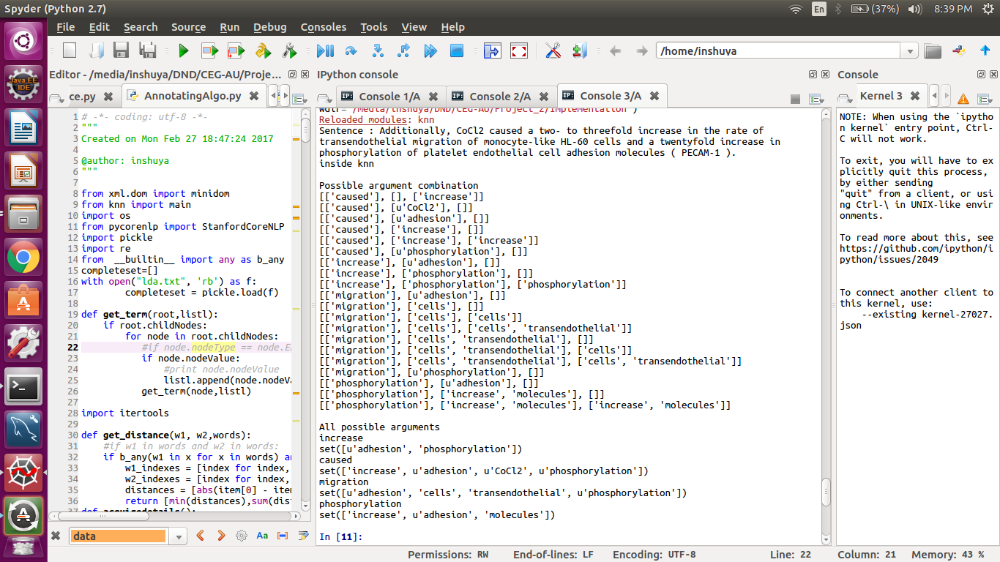 Spyder (Python 2.7)
En
(37%)
8:39 PM
File Edit Search Source Run Debug Consoles Tools View Help
/home/inshuya
Editor - /media/inshuya/DND/CEG-AU/Proje...
ce.py
AnnotatingAlgo.py
1 # -*- coding: utf-8 -*-
2 """
3 Created on Mon Feb 27 18:47:24 2017
4
5 @author: inshuya
6 """
7
8 from xml.dom import minidom
9 from knn import main
10 import os
11 from pycorenlp import StanfordCoreNLP
12 import pickle
13 import re
14 from __builtin__ import any as b_any
15 completeset=[]
16 with open("lda.txt", 'rb') as f:
17 completeset = pickle.load(f)
18
19 def get_term(root,listl):
20 if root.childNodes:
21 for node in root.childNodes:
22 #if node.nodeType == node.El
23 if node.nodeValue:
24 #print node.nodeValue
25 listl.append(node.nodeVa
26 get_term(node,listl)
27
28 import itertools
29
30 def get_distance(w1, w2,words):
31 #if w1 in words and w2 in words:
32 if b_any(w1 in x for x in words) an
33 w1_indexes = [index for index,
34 w2_indexes = [index for index,
35 distances = [abs(item[0] - item
36 return [min(distances),sum(dist
data
IPython console
Console 1/A
Console 2/A
Console 3/A
wdir='/media/inshuya/DND/CEG-AU/Project_2/Implementation')
Reloaded modules: knn
Sentence : Additionally, CoCl2 caused a two- to threefold increase in the rate of
transendothelial migration of monocyte-like HL-60 cells and a twentyfold increase in
phosphorylation of platelet endothelial cell adhesion molecules ( PECAM-1 ).
inside knn
Possible argument combination
[['caused'], [], ['increase']]
[['caused'], [u'CoCl2'], []]
[['caused'], [u'adhesion'], []]
[['caused'], ['increase'], []]
[['caused'], ['increase'], ['increase']]
[['caused'], [u'phosphorylation'], []]
[['increase'], [u'adhesion'], []]
[['increase'], ['phosphorylation'], []]
[['increase'], ['phosphorylation'], ['phosphorylation']]
[['migration'], [u'adhesion'], []]
[['migration'], ['cells'], []]
[['migration'], ['cells'], ['cells']]
[['migration'], ['cells'], ['cells', 'transendothelial']]
[['migration'], ['cells', 'transendothelial'], []]
[['migration'], ['cells', 'transendothelial'], ['cells']]
[['migration'], ['cells', 'transendothelial'], ['cells', 'transendothelial']]
[['migration'], [u'phosphorylation'], []]
[['phosphorylation'], [u'adhesion'], []]
[['phosphorylation'], ['increase', 'molecules'], []]
[['phosphorylation'], ['increase', 'molecules'], ['increase', 'molecules']]
All possible arguments
increase
set([u'adhesion', 'phosphorylation'])
caused
set(['increase', u'adhesion', u'CoCl2', u'phosphorylation'])
migration
set([u'adhesion', 'cells', 'transendothelial', u'phosphorylation'])
phosphorylation
set(['increase', u'adhesion', 'molecules'])
In [11]:
Console
Kernel 3
NOTE: When using the `ipytho
n kernel` entry point, Ctrl-
C will not work.
To exit, you will have to ex
plicitly quit this process,
by either sending
"quit" from a client, or usi
ng Ctrl-\ in UNIX-like envir
onments.
To read more about this, see
https://github.com/ipython/i
python/issues/2049
To connect another client to
this kernel, use:
--existing kernel-27027.
json
Permissions: RW End-of-lines: LF Encoding: UTF-8 Line: 22 Column: 21 Memory: 43 %